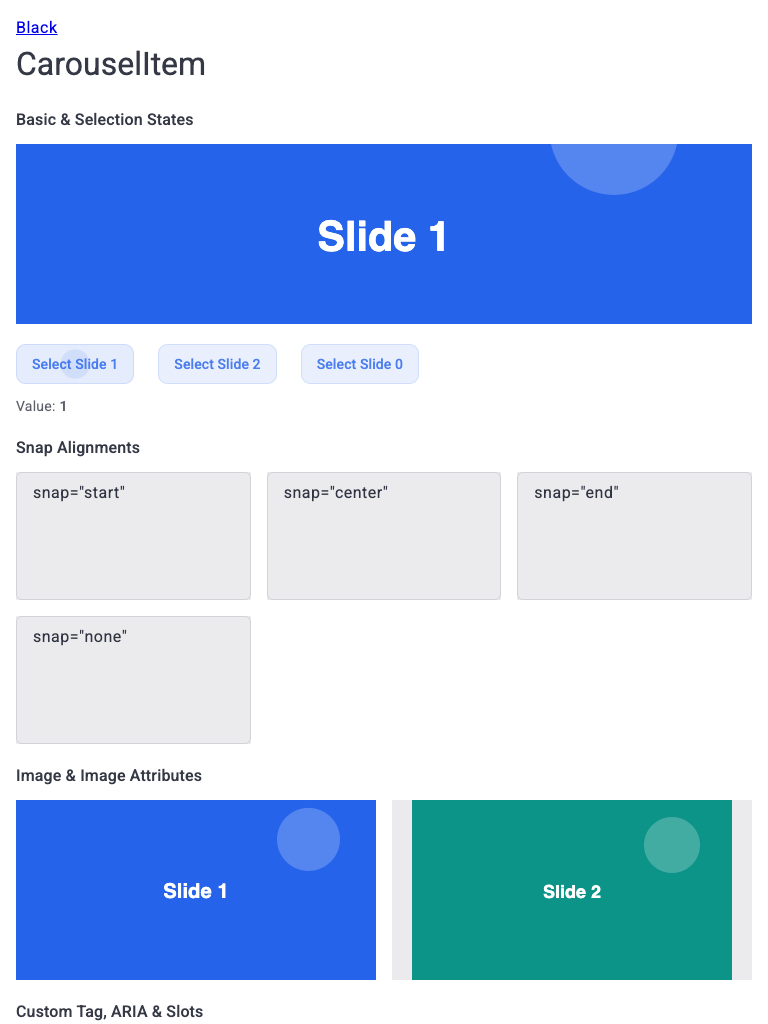 Black
CarouselItem
Basic & Selection States
Slide 1
Select Slide 1
Select Slide 2
Select Slide 0
Value: 1
Snap Alignments
snap="start"
snap="center"
snap="end"
snap="none"
Image & Image Attributes
Slide 1
Slide 2
Custom Tag, ARIA & Slots